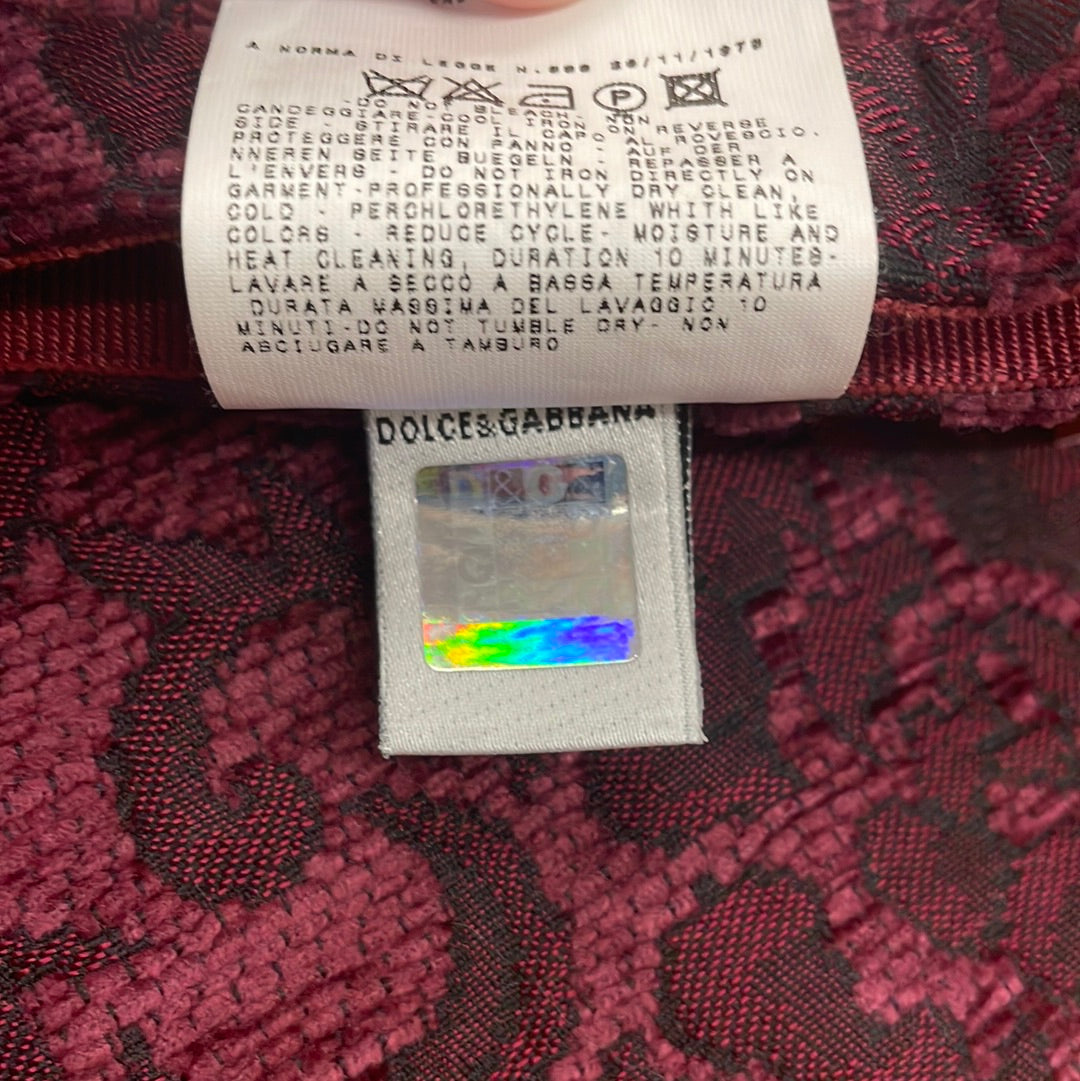 A NORMA DI LEGGE N.883 26/11/1973
P
-DO NOT BLEACH- NON
CANDEGGIARE-COOL IRON ON REVERSE
SIDE - STIRARE IL CAPO AL ROVESCIO.
PROTEGGERE CON PANNO - AUF DER
NNEREN SEITE BUEGELN - REPASSER A
L'ENVERS - DO NOT IRON DIRECTLY ON
GARMENT-PROFESSIONALLY DRY CLEAN,
COLD - PERCHLORETHYLENE WHITH LIKE
COLORS - REDUCE CYCLE- MOISTURE AND
HEAT CLEANING, DURATION 10 MINUTES-
LAVARE A SECCO A BASSA TEMPERATURA
DURATA MASSIMA DEL LAVAGGIO 10
MINUTI-DO NOT TUMBLE DRY- NON
ASCIUGARE A TAMBURO
DOLCE&GABBANA
D&G